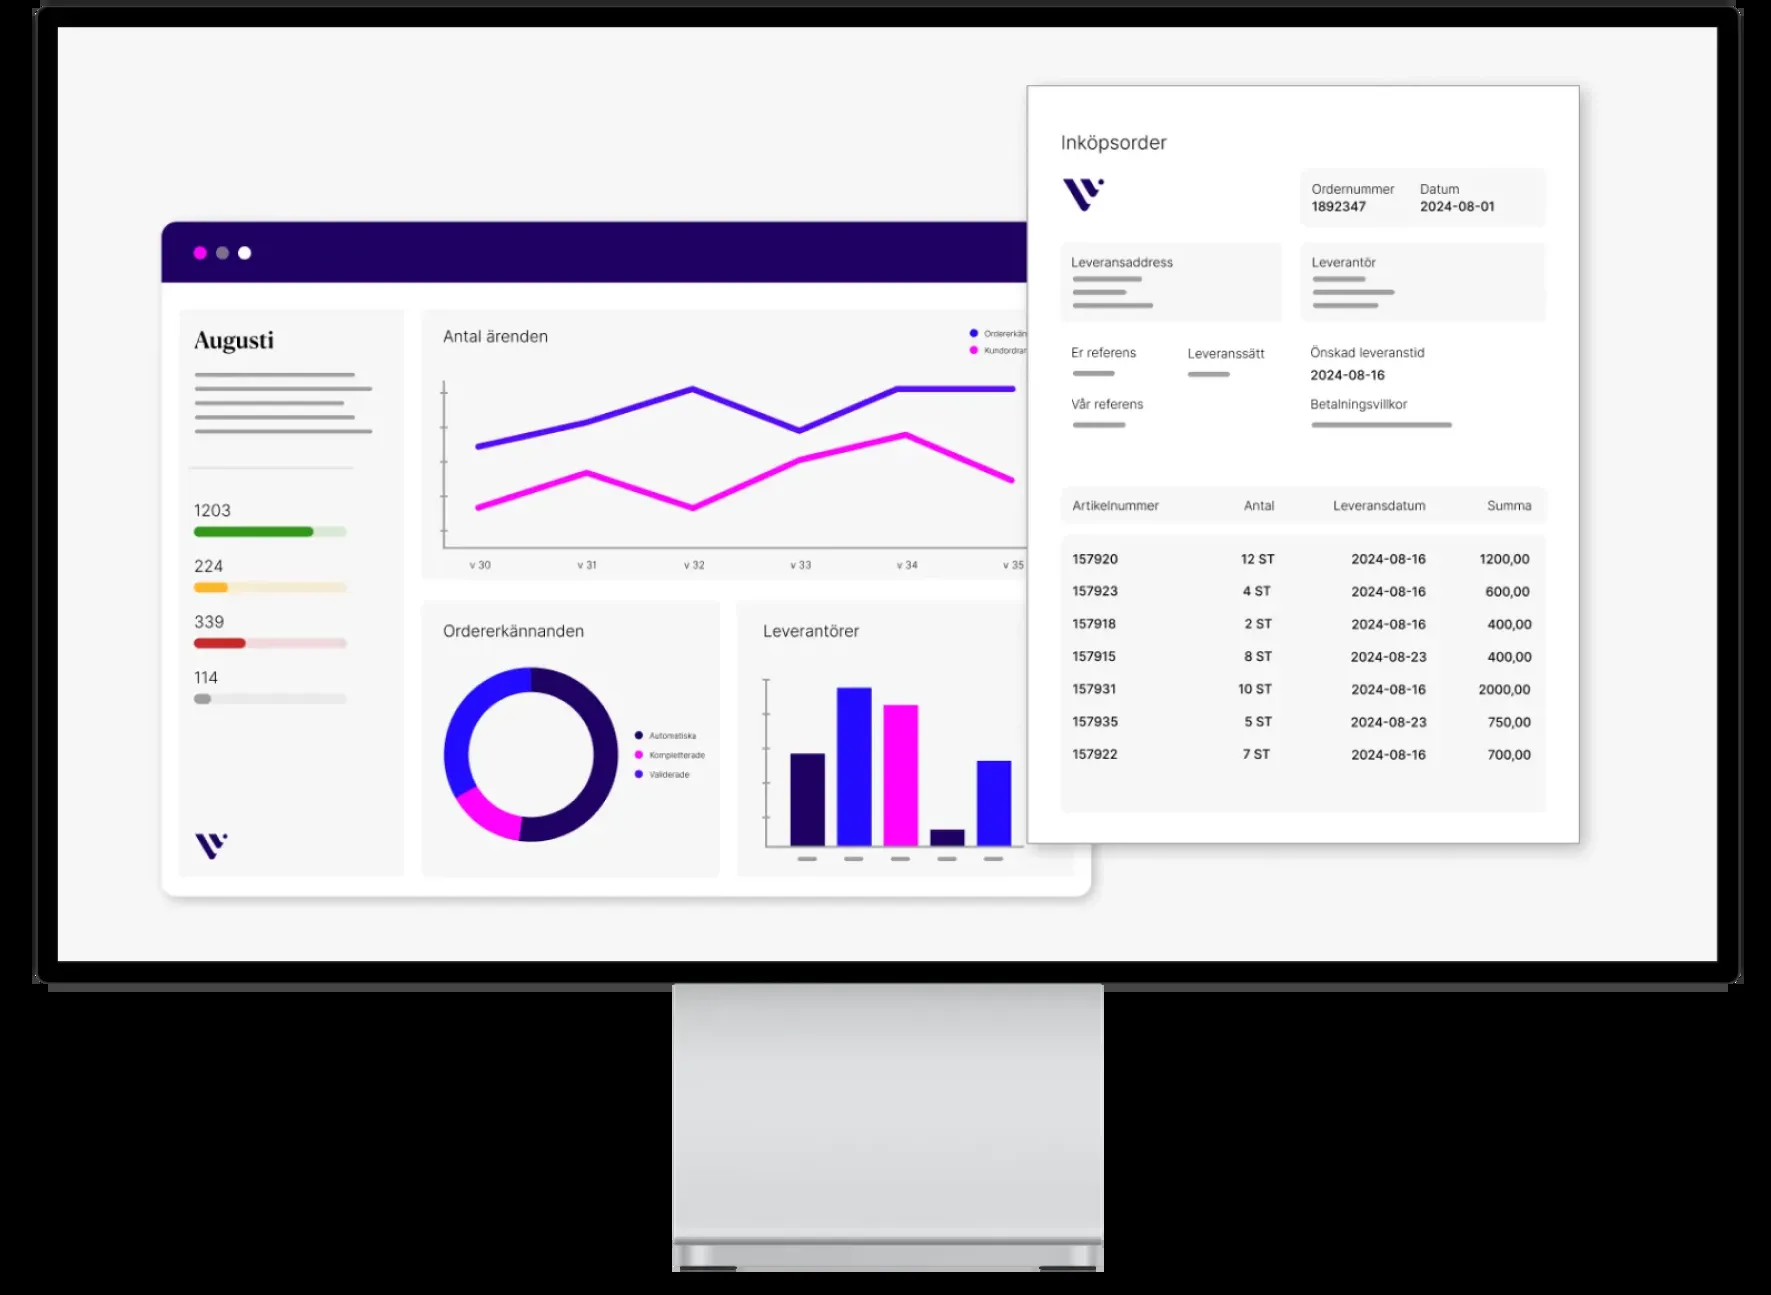 Augusti
1203
224
339
114
Antal ärenden
Kundordrar
v 30 v 31 v 32 v 33 v 34 v 35
Ordererkännanden
Automatiska
Kompletterade
Validerade
Leverantörer
Inköpsorder
Ordernummer Datum
1892347 2024-08-01
Leveransaddress Leverantör
Er referens Leveranssätt Önskad leveranstid
2024-08-16
Vår referens Betalningsvillkor
Artikelnummer Antal Leveransdatum Summa
157920 12 ST 2024-08-16 1200,00
157923 4 ST 2024-08-16 600,00
157918 2 ST 2024-08-16 400,00
157915 8 ST 2024-08-23 400,00
157931 10 ST 2024-08-16 2000,00
157935 5 ST 2024-08-23 750,00
157922 7 ST 2024-08-16 700,00